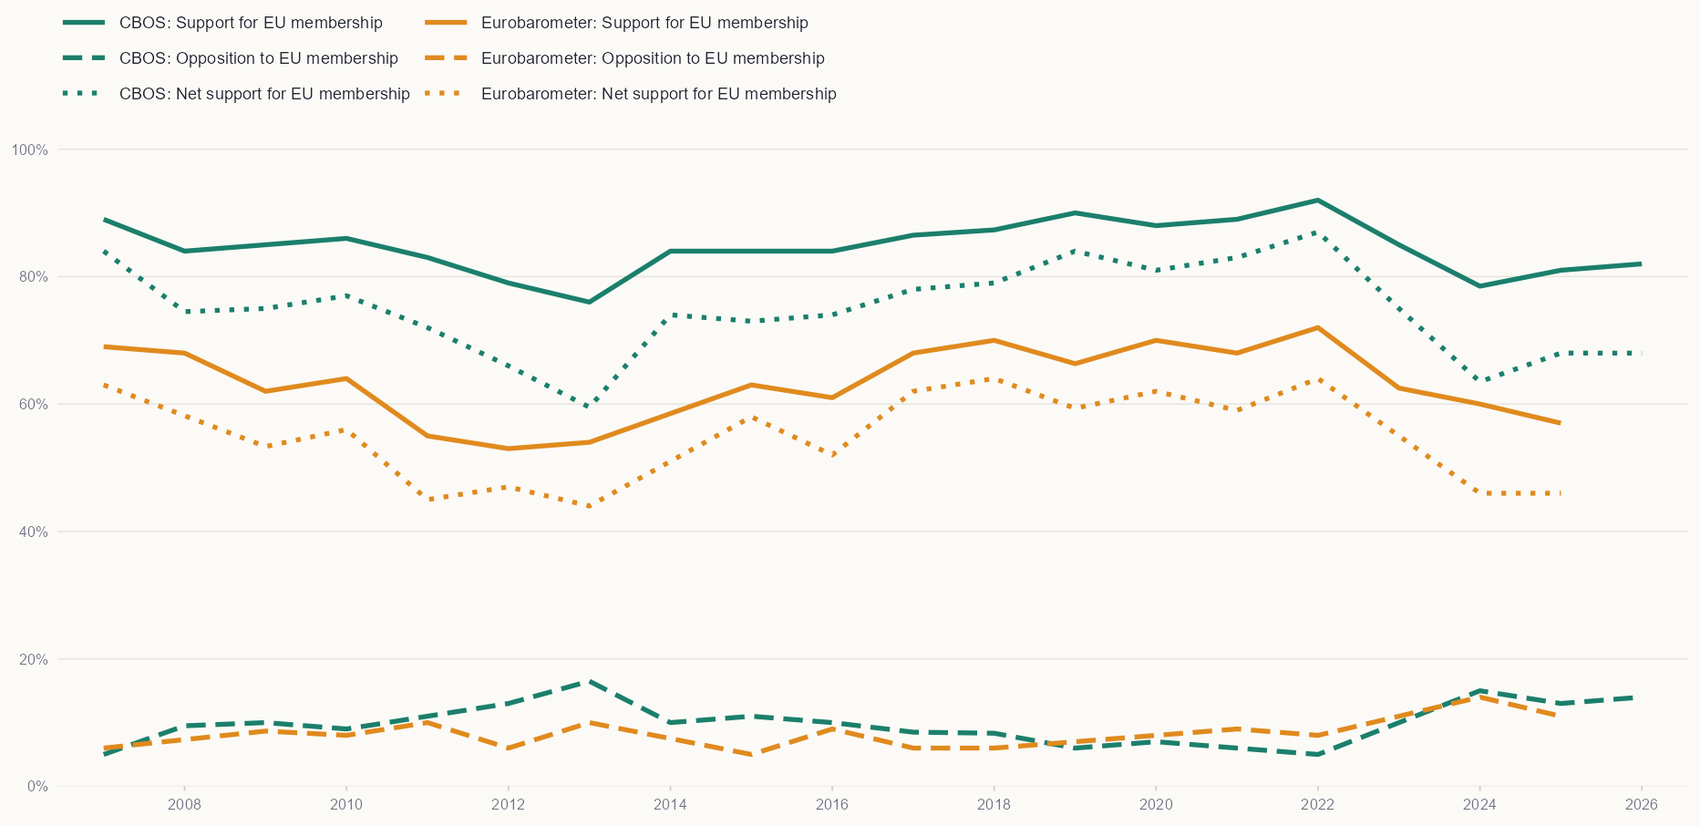 CBOS: Support for EU membership
Eurobarometer: Support for EU membership
CBOS: Opposition to EU membership
Eurobarometer: Opposition to EU membership
CBOS: Net support for EU membership
Eurobarometer: Net support for EU membership
100%
80%
60%
40%
20%
0%
2008 2010 2012 2014 2016 2018 2020 2022 2024 2026